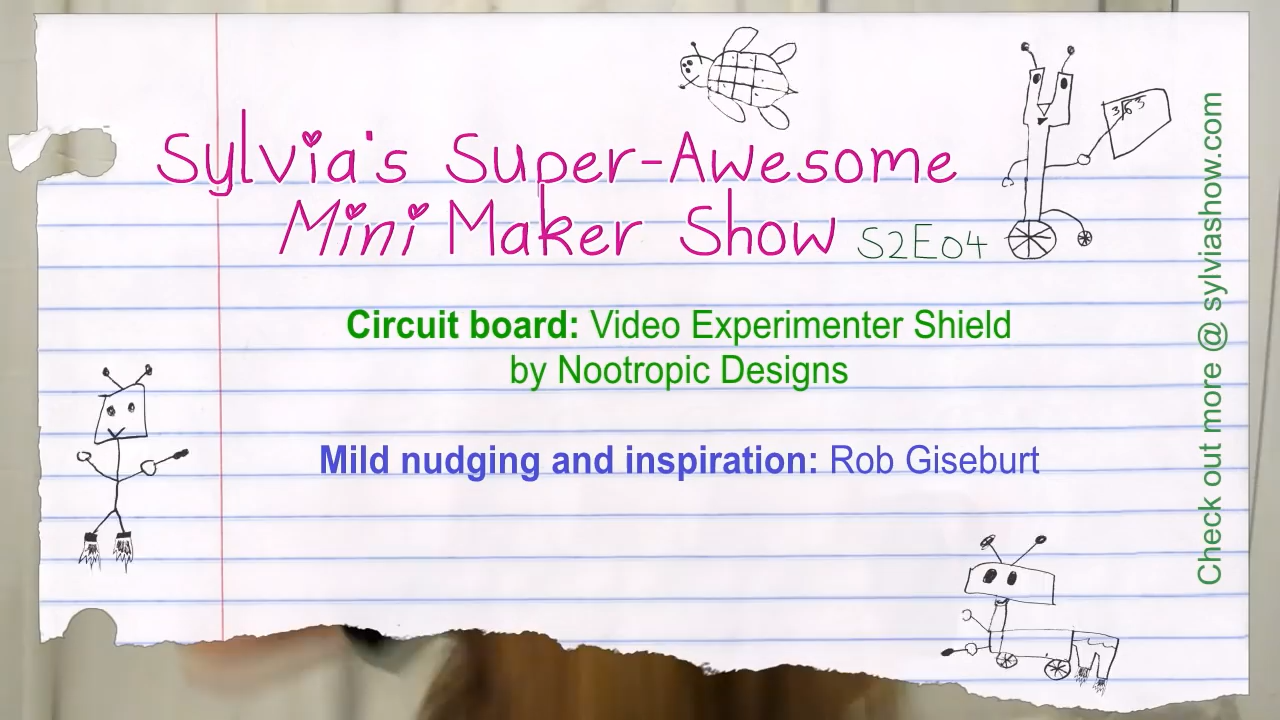 Sylvia's Super-Awesome
Mini Maker Show S2E04
Circuit board: Video Experimenter Shield
by Nootropic Designs
Mild nudging and inspiration: Rob Giseburt
Check out more @ sylviashow.com